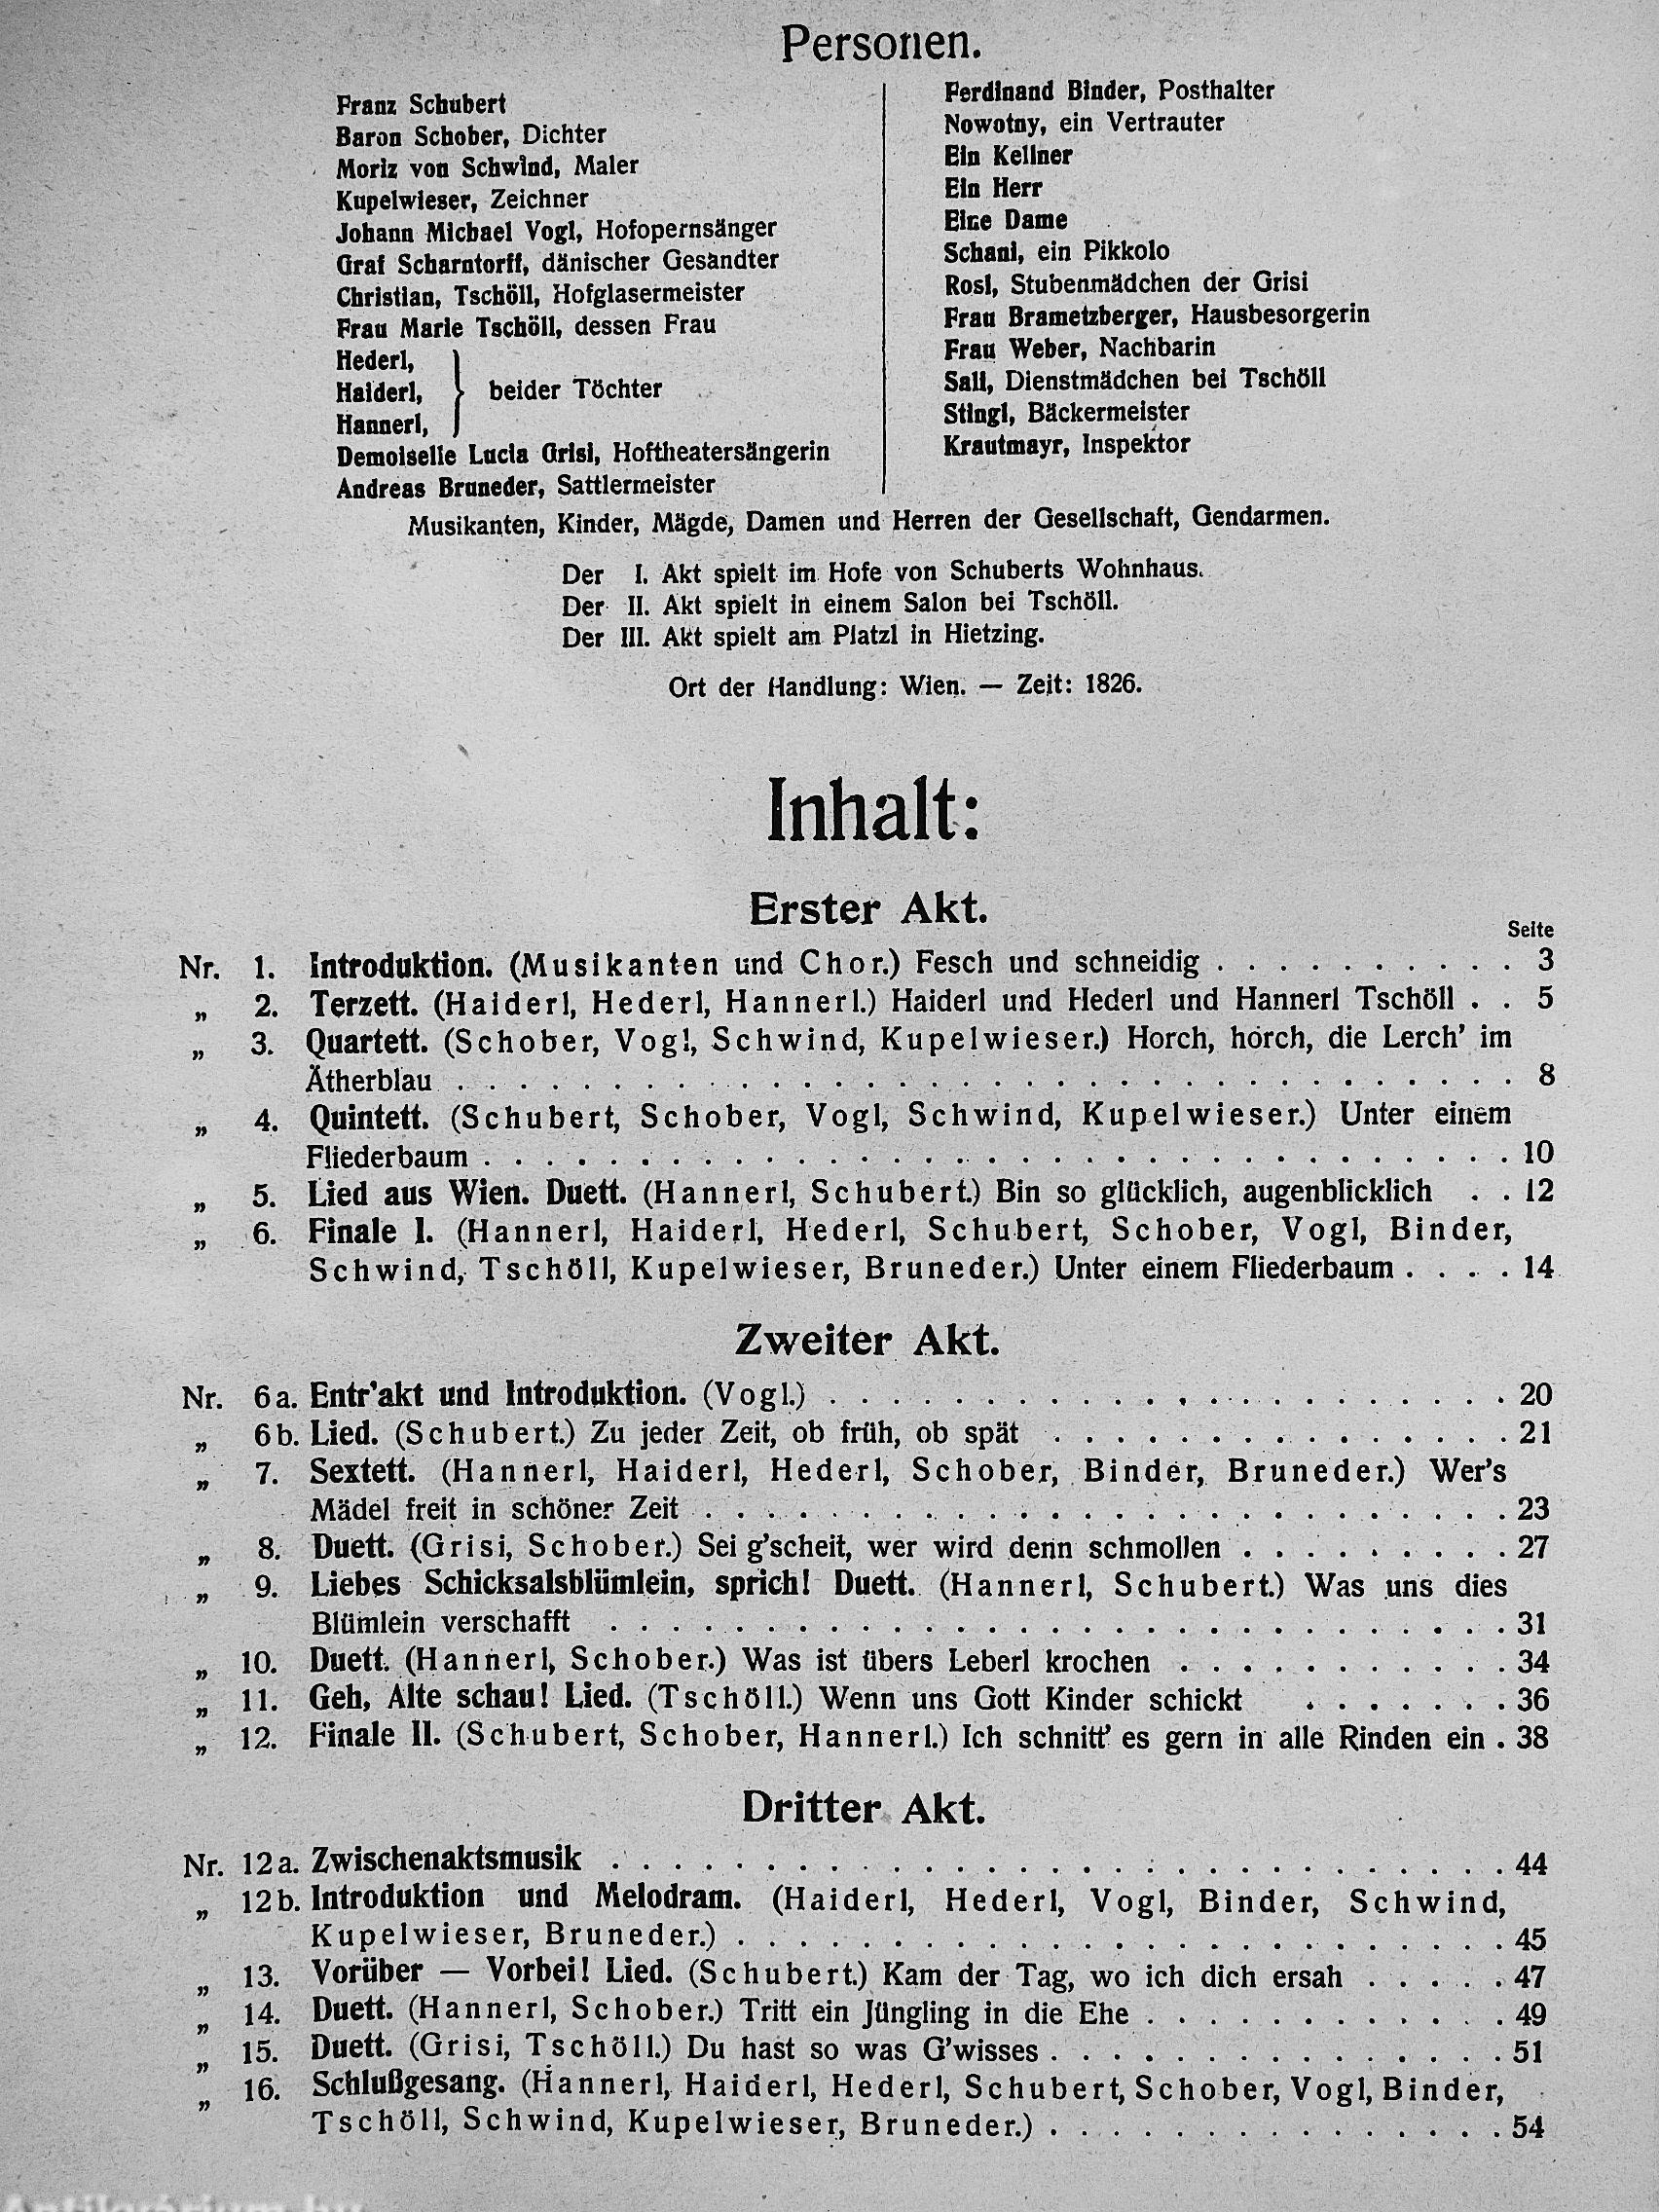 Personen.
Franz Schubert
Baron Schober, Dichter
Moriz von Schwind, Maler
Kupelwieser, Zeichner
Johann Michael Vogl, Hofopernsänger
Graf Scharntorff, dänischer Gesandter
Christian, Tschöll, Hofglasermeister
Frau Marie Tschöll, dessen Frau
Hederl,
Haiderl, } beider Töchter
Hannerl,
Demoiselle Lucia Grisi, Hoftheatersängerin
Andreas Bruneder, Sattlermeister
Ferdinand Binder, Posthalter
Nowotny, ein Vertrauter
Ein Kellner
Ein Herr
Eine Dame
Schani, ein Pikkolo
Rosl, Stubenmädchen der Grisi
Frau Brametzberger, Hausbesorgerin
Frau Weber, Nachbarin
Sali, Dienstmädchen bei Tschöll
Stingl, Bäckermeister
Krautmayr, Inspektor
Musikanten, Kinder, Mägde, Damen und Herren der Gesellschaft, Gendarmen.
Der I. Akt spielt im Hofe von Schuberts Wohnhaus.
Der II. Akt spielt in einem Salon bei Tschöll.
Der III. Akt spielt am Platzl in Hietzing.
Ort der Handlung: Wien. — Zeit: 1826.
Inhalt:
Erster Akt.
Seite
Nr. 1. Introduktion. (Musikanten und Chor.) Fesch und schneidig . . . . . . . . . . 3
„ 2. Terzett. (Haiderl, Hederl, Hannerl.) Haiderl und Hederl und Hannerl Tschöll . . 5
„ 3. Quartett. (Schober, Vogl, Schwind, Kupelwieser.) Horch, horch, die Lerch' im
Ätherblau . . . . . . . . . . . . . . . . . . . . 8
„ 4. Quintett. (Schubert, Schober, Vogl, Schwind, Kupelwieser.) Unter einem
Fliederbaum . . . . . . . . . . . . . . . . . . . . 10
„ 5. Lied aus Wien. Duett. (Hannerl, Schubert.) Bin so glücklich, augenblicklich . . 12
„ 6. Finale I. (Hannerl, Haiderl, Hederl, Schubert, Schober, Vogl, Binder,
Schwind, Tschöll, Kupelwieser, Bruneder.) Unter einem Fliederbaum . . . . 14
Zweiter Akt.
Nr. 6a. Entr'akt und Introduktion. (Vogl.) . . . . . . . . . . . . . . . 20
„ 6b. Lied. (Schubert.) Zu jeder Zeit, ob früh, ob spät . . . . . . . . . . . . 21
„ 7. Sextett. (Hannerl, Haiderl, Hederl, Schober, Binder, Bruneder.) Wer's
Mädel freit in schöner Zeit . . . . . . . . . . . . . . . . 23
„ 8. Duett. (Grisi, Schober.) Sei g'scheit, wer wird denn schmollen . . . . . . . . . 27
„ 9. Liebes Schicksalsblümlein, sprich! Duett. (Hannerl, Schubert.) Was uns dies
Blümlein verschafft . . . . . . . . . . . . . . . . . . 31
„ 10. Duett. (Hannerl, Schober.) Was ist übers Leberl krochen . . . . . . . . . . . 34
„ 11. Geh, Alte schau! Lied. (Tschöll.) Wenn uns Gott Kinder schickt . . . . . . . 36
„ 12. Finale II. (Schubert, Schober, Hannerl.) Ich schnitt' es gern in alle Rinden ein . 38
Dritter Akt.
Nr. 12a. Zwischenaktsmusik . . . . . . . . . . . . . . . . . . 44
„ 12b. Introduktion und Melodram. (Haiderl, Hederl, Vogl, Binder, Schwind,
Kupelwieser, Bruneder.) . . . . . . . . . . . . . . . . 45
„ 13. Vorüber — Vorbei! Lied. (Schubert.) Kam der Tag, wo ich dich ersah . . . . . 47
„ 14. Duett. (Hannerl, Schober.) Tritt ein Jüngling in die Ehe . . . . . . . . . . . . 49
„ 15. Duett. (Grisi, Tschöll.) Du hast so was G'wisses . . . . . . . . . . . . . . . 51
„ 16. Schlußgesang. (Hannerl, Haiderl, Hederl, Schubert, Schober, Vogl, Binder,
Tschöll, Schwind, Kupelwieser, Bruneder.) . . . . . . . . . . . . . . . 54